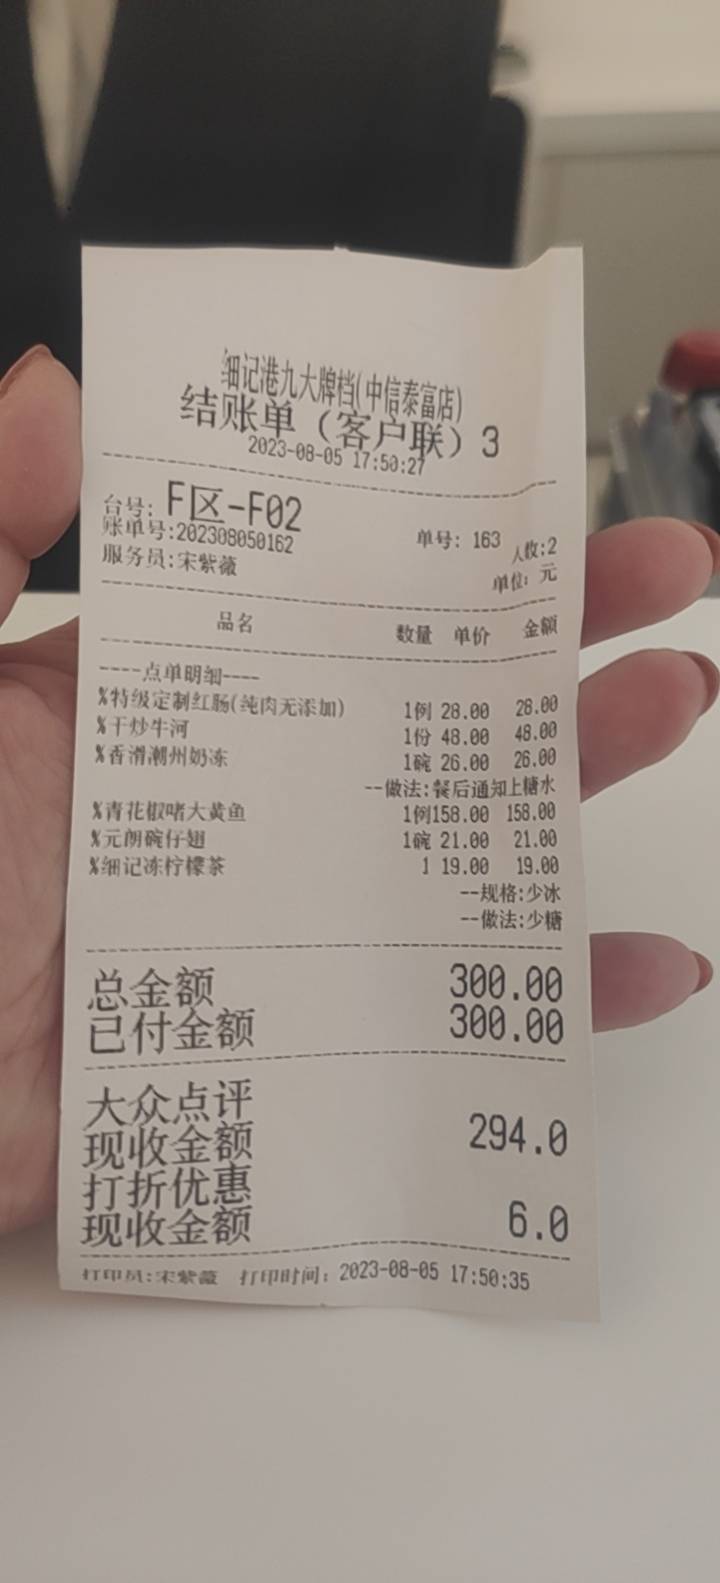 细记港九大牌档(中信泰富店)
结账单（客户联）3
2023-08-05 17:50:27
台号: F区-F02
账单号:202308050162 单号: 163 人数:2
服务员:宋紫薇 单位: 元
品名 数量 单价 金额
----点单明细----
%特级定制红肠(纯肉无添加) 1例 28.00 28.00
%干炒牛河 1份 48.00 48.00
%香滑潮州奶冻 1碗 26.00 26.00
--做法:餐后通知上糖水
%青花椒啫大黄鱼 1例158.00 158.00
%元朗碗仔翅 1碗 21.00 21.00
%细记冻柠檬茶 1 19.00 19.00
--规格:少冰
--做法:少糖
总金额 300.00
已付金额 300.00
大众点评
现收金额 294.0
打折优惠
现收金额 6.0
打印员:宋紫薇 打印时间: 2023-08-05 17:50:35